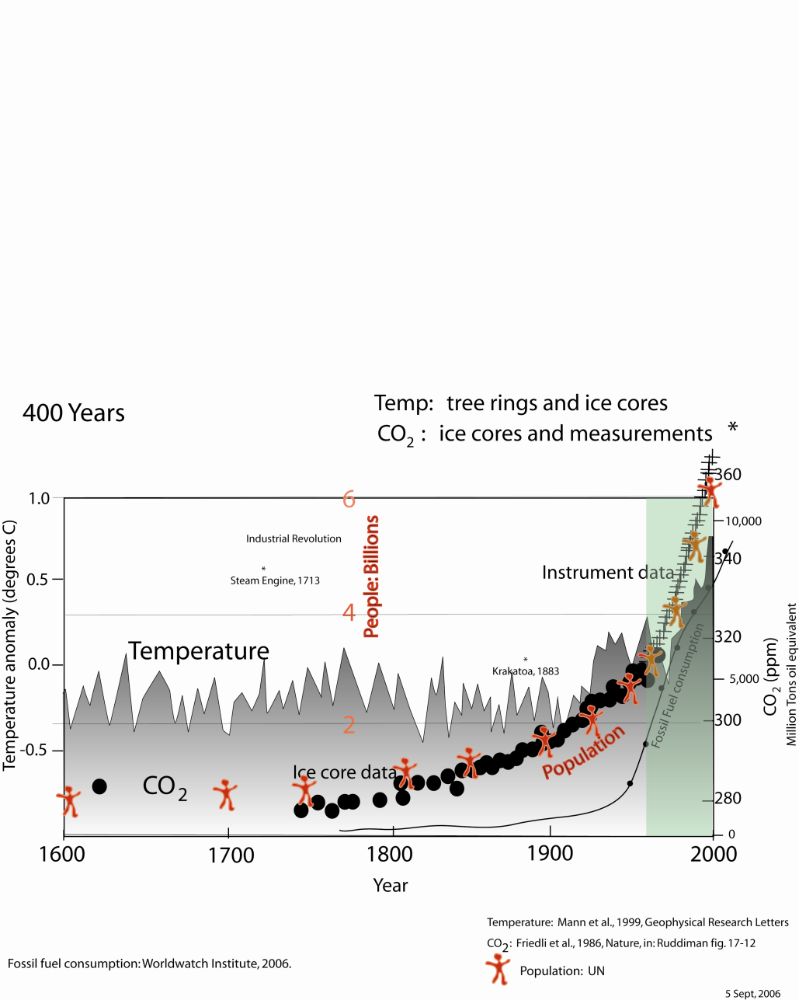 400 Years
Temp: tree rings and ice cores
CO2 : ice cores and measurements *
360
1.0
6
10,000
Industrial Revolution
People: Billions
340
*
Steam Engine, 1713
Instrument data
0.5
4
320
Temperature
0.0
*
Krakatoa, 1883
5,000
Fossil Fuel consumption
2
300
-0.5
Population
Ice core data
CO2
280
0
Temperature anomaly (degrees C)
CO2 (ppm)
Million Tons oil equivalent
1600
1700
1800
1900
2000
Year
Temperature: Mann et al., 1999, Geophysical Research Letters
CO2: Friedli et al., 1986, Nature, in: Ruddiman fig. 17-12
Fossil fuel consumption: Worldwatch Institute, 2006.
Population: UN
5 Sept, 2006